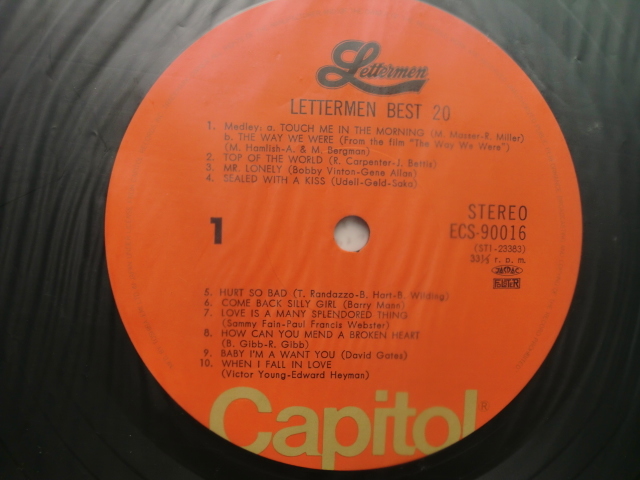 Lettermen
LETTERMEN BEST 20
1. Medley: a. TOUCH ME IN THE MORNING (M. Masser-R. Miller)
b. THE WAY WE WERE (From the film "The Way We Were")
(M. Hamlish-A. & M. Bergman)
2. TOP OF THE WORLD (R. Carpenter-J. Bettis)
3. MR. LONELY (Bobby Vinton-Gene Allan)
4. SEALED WITH A KISS (Udell-Geld-Saka)
1
STEREO
ECS-90016
(ST1-23383)
33⅓ r. p. m.
JASRAC
5. HURT SO BAD (T. Randazzo-B. Hart-B. Wilding)
6. COME BACK SILLY GIRL (Barry Mann)
7. LOVE IS A MANY SPLENDORED THING
(Sammy Fain-Paul Francis Webster)
8. HOW CAN YOU MEND A BROKEN HEART
(B. Gibb-R. Gibb)
9. BABY I'M A WANT YOU (David Gates)
10. WHEN I FALL IN LOVE
(Victor Young-Edward Heyman)
Capitol®